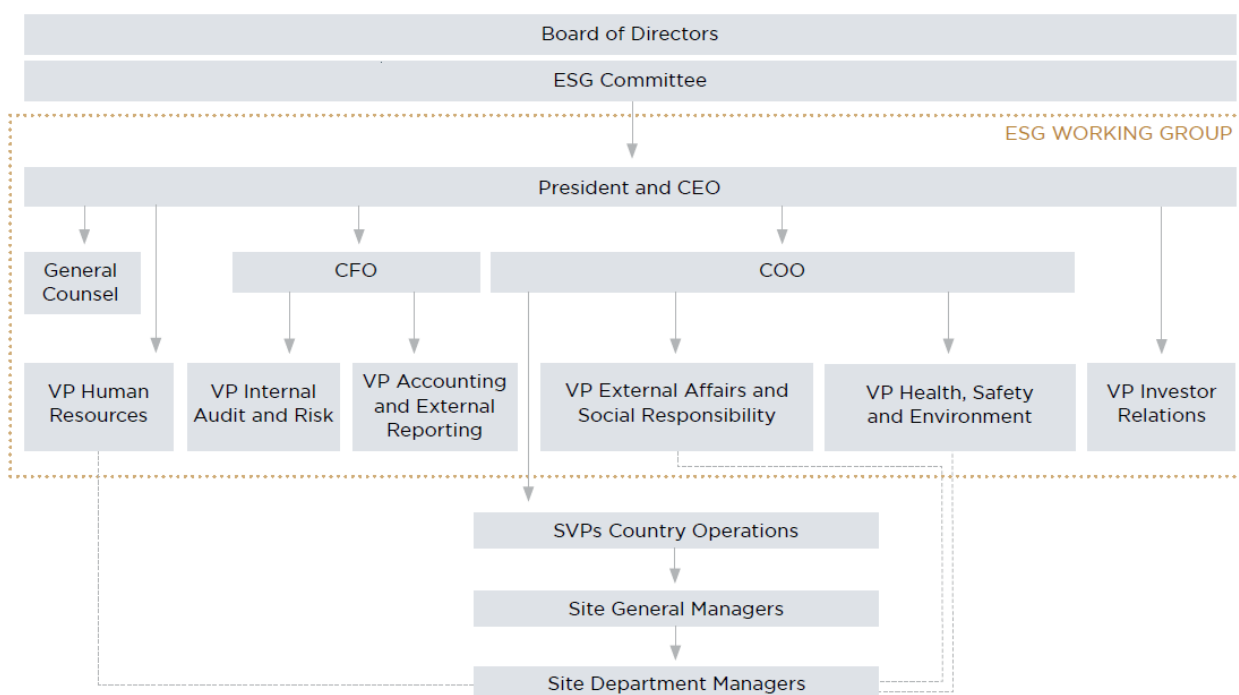 Board of Directors
ESG Committee
ESG WORKING GROUP
President and CEO
General
Counsel
CFO
COO
VP Human
Resources
VP Internal
Audit and Risk
VP Accounting
and External
Reporting
VP External Affairs and
Social Responsibility
VP Health, Safety
and Environment
VP Investor
Relations
SVPs Country Operations
Site General Managers
Site Department Managers